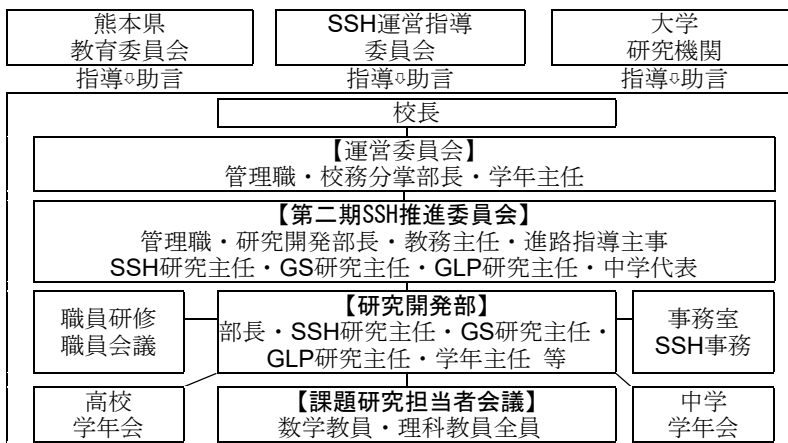 熊本県
教育委員会
SSH運営指導
委員会
大学
研究機関
指導⇩助言
指導⇩助言
指導⇩助言
校長
【運営委員会】
管理職・校務分掌部長・学年主任
【第二期SSH推進委員会】
管理職・研究開発部長・教務主任・進路指導主事
SSH研究主任・GS研究主任・GLP研究主任・中学代表
職員研修
職員会議
【研究開発部】
部長・SSH研究主任・GS研究主任・
GLP研究主任・学年主任 等
事務室
SSH事務
高校
学年会
【課題研究担当者会議】
数学教員・理科教員全員
中学
学年会